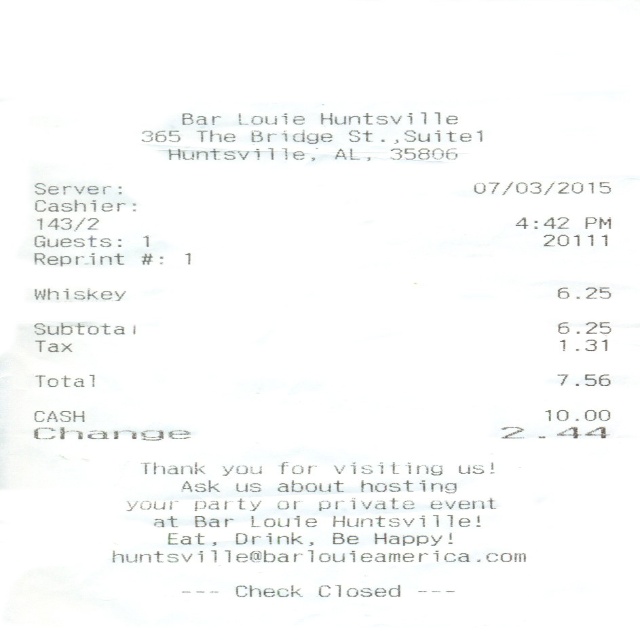 Bar Louie Huntsville
365 The Bridge St.,Suite1
Huntsville, AL, 35806
Server: 07/03/2015
Cashier:
143/2 4:42 PM
Guests: 1 20111
Reprint #: 1
Whiskey 6.25
Subtotal 6.25
Tax 1.31
Total 7.56
CASH 10.00
Change 2.44
Thank you for visiting us!
Ask us about hosting
your party or private event
at Bar Louie Huntsville!
Eat, Drink, Be Happy!
huntsville@barlouieamerica.com
--- Check Closed ---